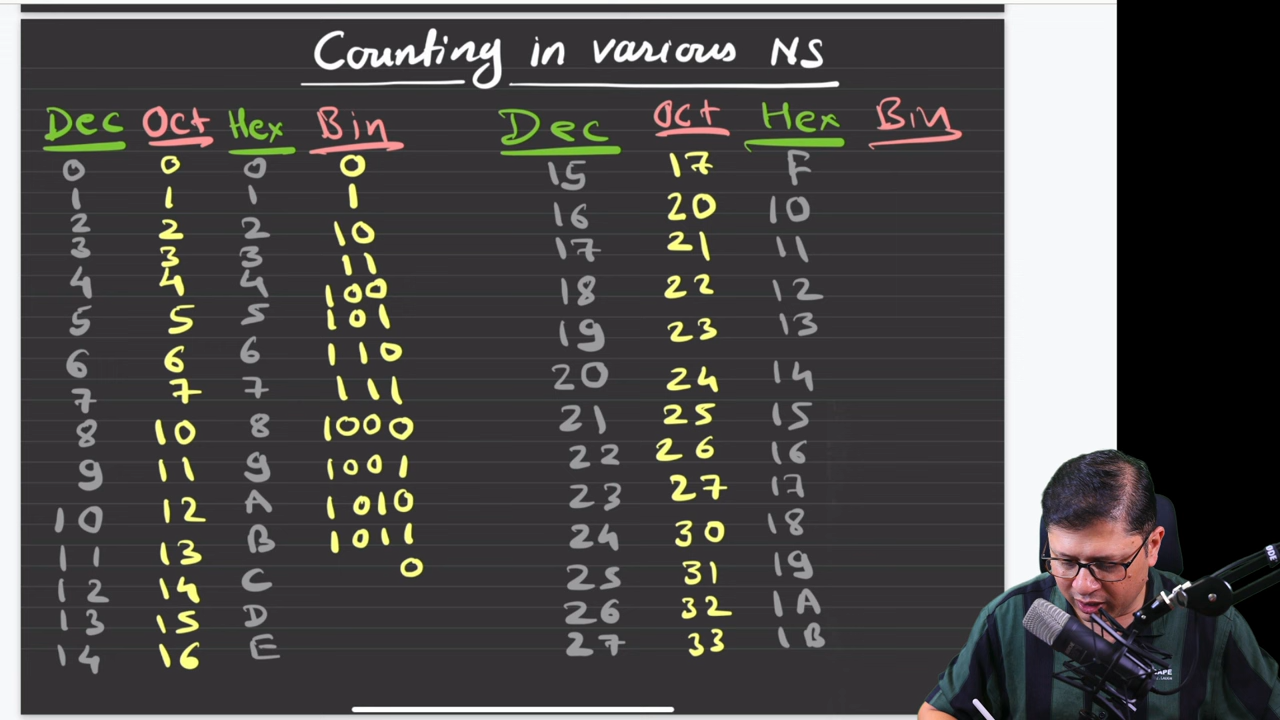 Counting in various NS
Dec Oct Hex Bin Dec Oct Hex Bin
0 0 0 0 15 17 F
1 1 1 1 16 20 10
2 2 2 10 17 21 11
3 3 3 11 18 22 12
4 4 4 100 19 23 13
5 5 5 101 20 24 14
6 6 6 110 21 25 15
7 7 7 111 22 26 16
8 10 8 1000 23 27 17
9 11 9 1001 24 30 18
10 12 A 1010 25 31 19
11 13 B 1011 26 32 1A
12 14 C 0 27 33 1B
13 15 D
14 16 E